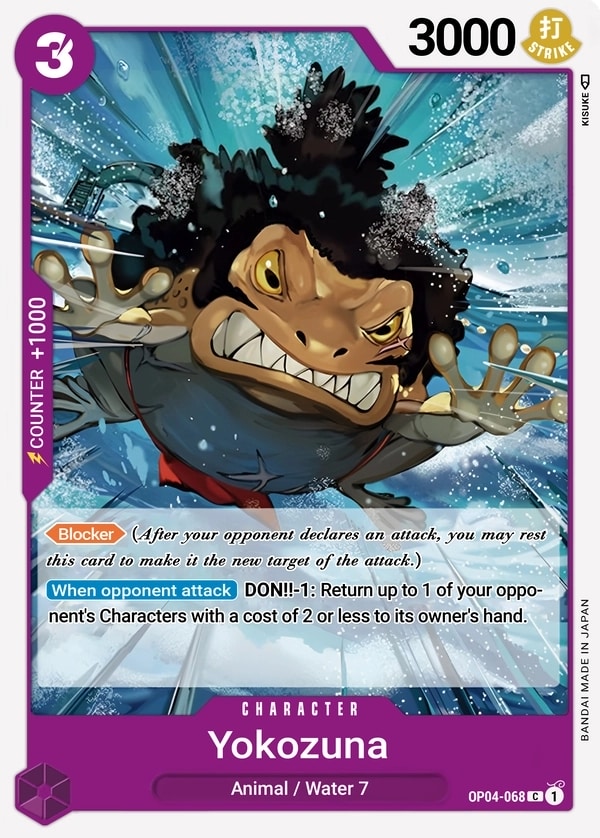 3
3000
打
STRIKE
KISUKE
COUNTER +1000
Blocker (After your opponent declares an attack, you may rest
this card to make it the new target of the attack.)
When opponent attack DON!!-1: Return up to 1 of your oppo-
nent's Characters with a cost of 2 or less to its owner's hand.
BANDAI MADE IN JAPAN
CHARACTER
Yokozuna
Animal / Water 7
OP04-068 C 1